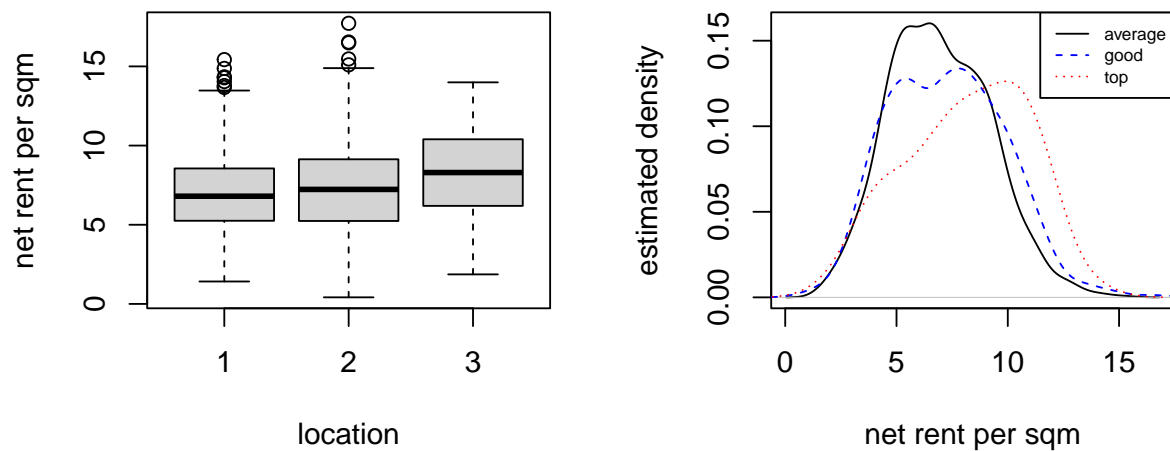 net rent per sqm
0
5
10
15
1
2
3
location
estimated density
0.00
0.05
0.10
0.15
0
5
10
15
net rent per sqm
average
good
top